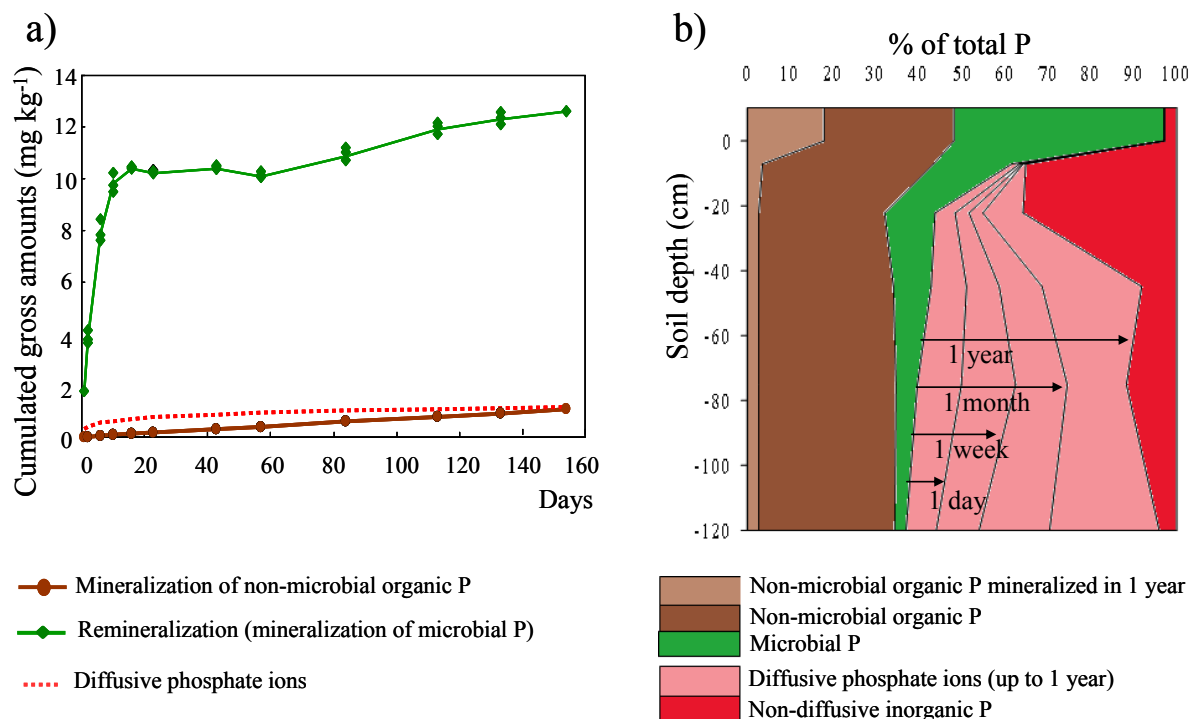 a)
Cumulated gross amounts (mg kg-1)
14
12
10
8
6
4
2
0
0 20 40 60 80 100 120 140 160
Days
Mineralization of non-microbial organic P
Remineralization (mineralization of microbial P)
Diffusive phosphate ions
b)
% of total P
0 10 20 30 40 50 60 70 80 90 100
Soil depth (cm)
0
-20
-40
-60
-80
-100
-120
1 year
1 month
1 week
1 day
Non-microbial organic P mineralized in 1 year
Non-microbial organic P
Microbial P
Diffusive phosphate ions (up to 1 year)
Non-diffusive inorganic P